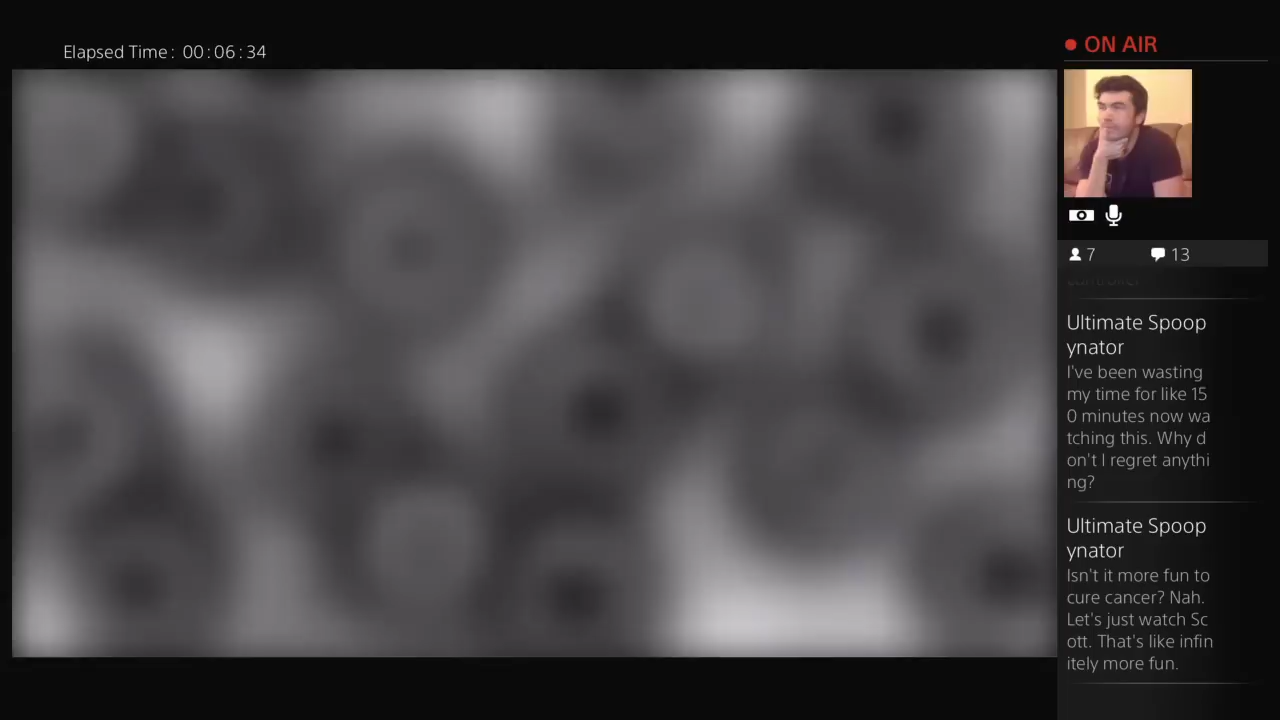 Elapsed Time: 00:06:34
ON AIR
7
13
Ultimate Spoop
ynator
I've been wasting
my time for like 15
0 minutes now wa
tching this. Why d
on't I regret anythi
ng?
Ultimate Spoop
ynator
Isn't it more fun to
cure cancer? Nah.
Let's just watch Sc
ott. That's like infin
itely more fun.